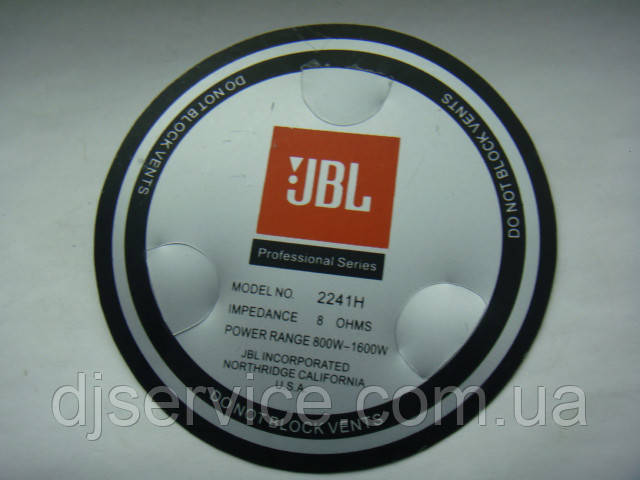 DO NOT BLOCK VENTS
DO NOT BLOCK VENTS
JBL
Professional Series
MODEL NO. 2241H
IMPEDANCE 8 OHMS
POWER RANGE 800W-1600W
JBL INCORPORATED
NORTHRIDGE CALIFORNIA
U.S.A
DO NOT BLOCK VENTS
djservice.com.ua